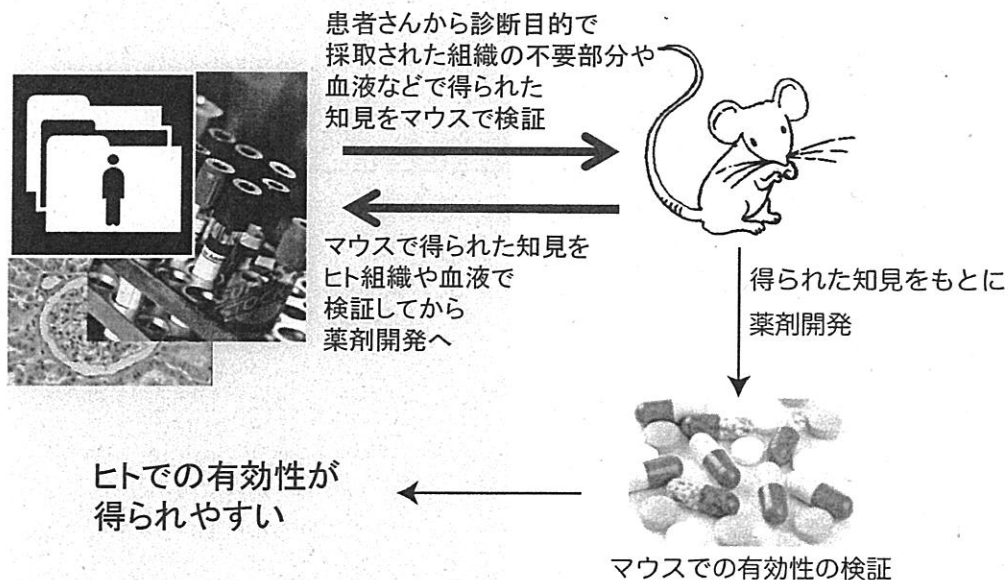 患者さんから診断目的で
採取された組織の不要部分や
血液などで得られた
知見をマウスで検証
マウスで得られた知見を
ヒト組織や血液で
検証してから
薬剤開発へ
得られた知見をもとに
薬剤開発
ヒトでの有効性が
得られやすい
マウスでの有効性の検証